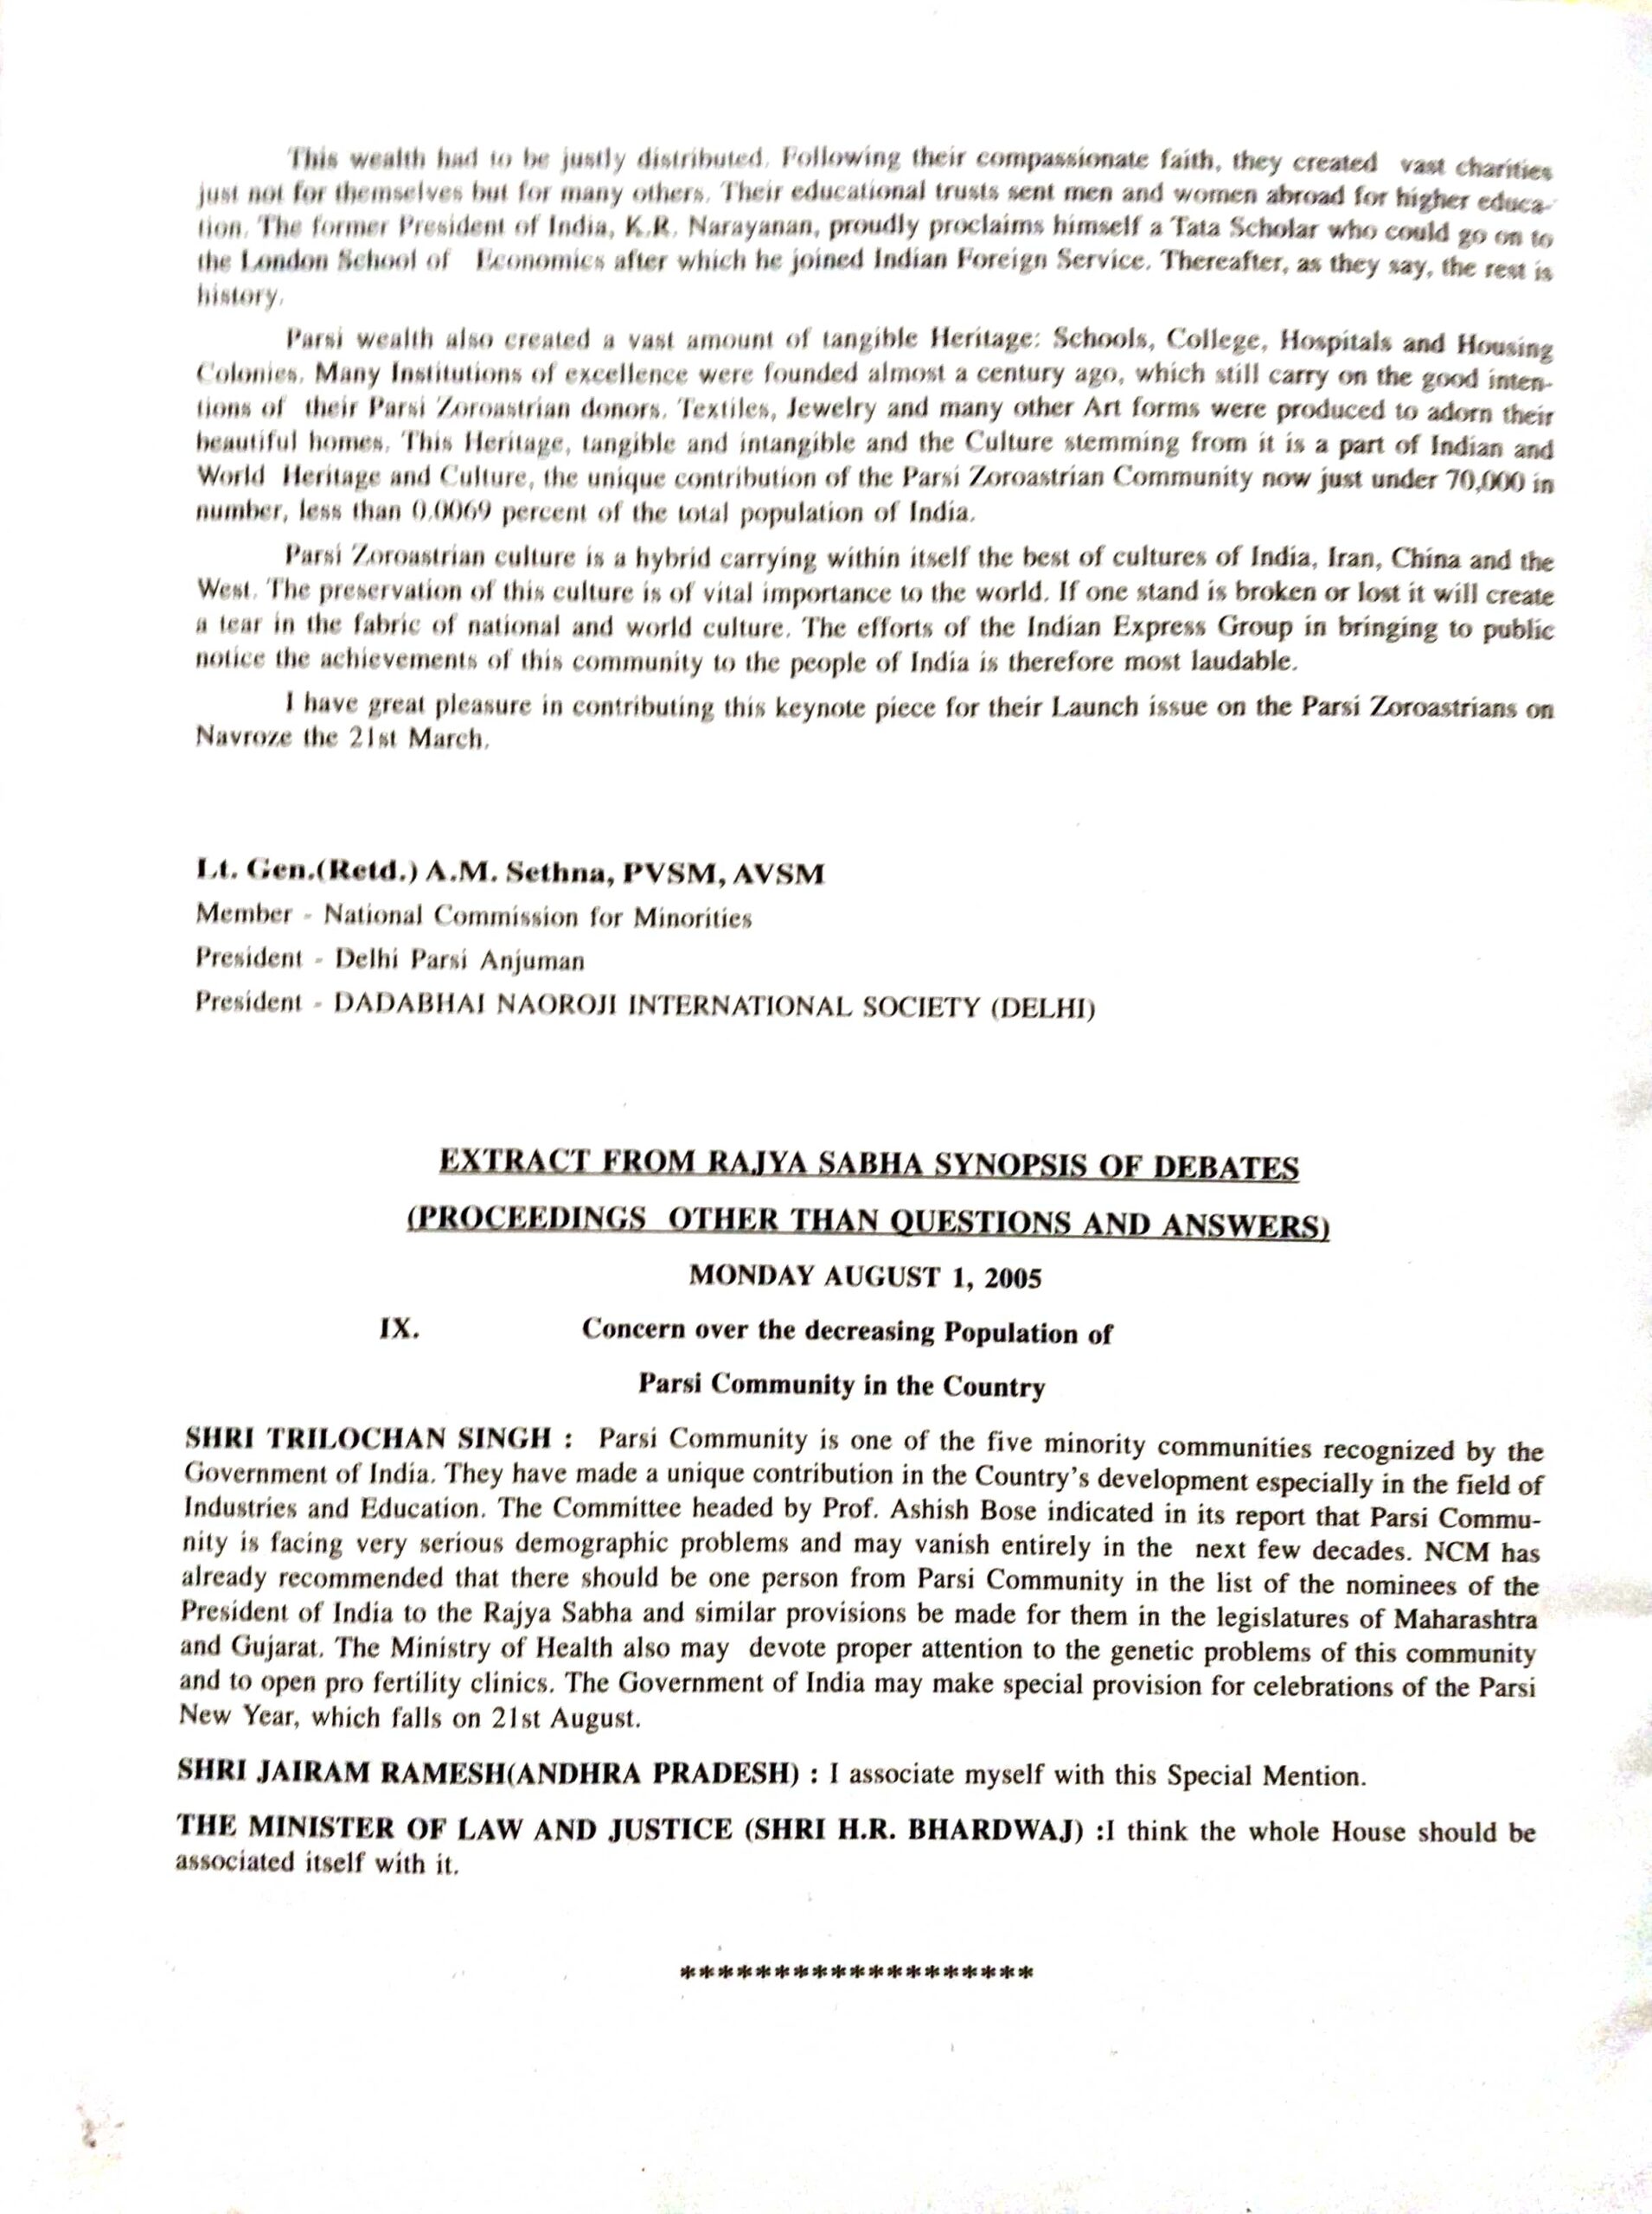 This wealth had to be justly distributed. Following their compassionate faith, they created vast charities
just not for themselves but for many others. Their educational trusts sent men and women abroad for higher educa-
tion. The former President of India, K.R. Narayanan, proudly proclaims himself a Tata Scholar who could go on to
the London School of Economics after which he joined Indian Foreign Service. Thereafter, as they say, the rest is
history.
Parsi wealth also created a vast amount of tangible Heritage: Schools, College, Hospitals and Housing
Colonies. Many Institutions of excellence were founded almost a century ago, which still carry on the good inten-
tions of their Parsi Zoroastrian donors. Textiles, Jewelry and many other Art forms were produced to adorn their
beautiful homes. This Heritage, tangible and intangible and the Culture stemming from it is a part of Indian and
World Heritage and Culture, the unique contribution of the Parsi Zoroastrian Community now just under 70,000 in
number, less than 0.0069 percent of the total population of India.
Parsi Zoroastrian culture is a hybrid carrying within itself the best of cultures of India, Iran, China and the
West. The preservation of this culture is of vital importance to the world. If one stand is broken or lost it will create
a tear in the fabric of national and world culture. The efforts of the Indian Express Group in bringing to public
notice the achievements of this community to the people of India is therefore most laudable.
I have great pleasure in contributing this keynote piece for their Launch issue on the Parsi Zoroastrians on
Navroze the 21st March.
Lt. Gen.(Retd.) A.M. Sethna, PVSM, AVSM
Member - National Commission for Minorities
President - Delhi Parsi Anjuman
President - DADABHAI NAOROJI INTERNATIONAL SOCIETY (DELHI)
EXTRACT FROM RAJYA SABHA SYNOPSIS OF DEBATES
(PROCEEDINGS OTHER THAN QUESTIONS AND ANSWERS)
MONDAY AUGUST 1, 2005
IX. Concern over the decreasing Population of
Parsi Community in the Country
SHRI TRILOCHAN SINGH : Parsi Community is one of the five minority communities recognized by the
Government of India. They have made a unique contribution in the Country's development especially in the field of
Industries and Education. The Committee headed by Prof. Ashish Bose indicated in its report that Parsi Commu-
nity is facing very serious demographic problems and may vanish entirely in the next few decades. NCM has
already recommended that there should be one person from Parsi Community in the list of the nominees of the
President of India to the Rajya Sabha and similar provisions be made for them in the legislatures of Maharashtra
and Gujarat. The Ministry of Health also may devote proper attention to the genetic problems of this community
and to open pro fertility clinics. The Government of India may make special provision for celebrations of the Parsi
New Year, which falls on 21st August.
SHRI JAIRAM RAMESH(ANDHRA PRADESH) : I associate myself with this Special Mention.
THE MINISTER OF LAW AND JUSTICE (SHRI H.R. BHARDWAJ) :I think the whole House should be
associated itself with it.
*******************